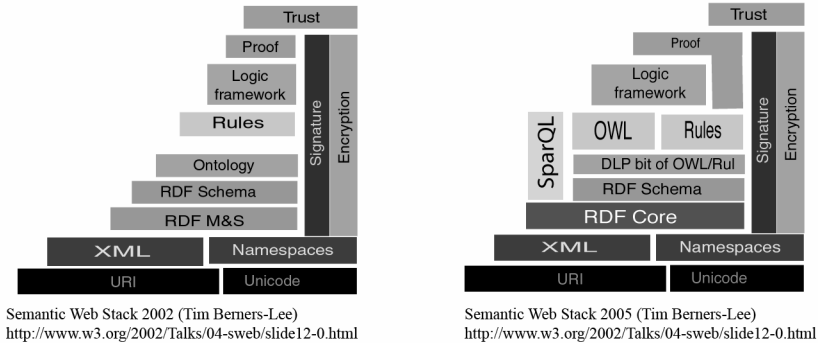 Trust
Proof
Logic
framework
Rules
Ontology
RDF Schema
RDF M&S
XML
Namespaces
URI
Unicode
Signature
Encryption
Semantic Web Stack 2002 (Tim Berners-Lee)
http://www.w3.org/2002/Talks/04-sweb/slide12-0.html
Trust
Proof
Logic
framework
SparQL
OWL
Rules
DLP bit of OWL/Rul
RDF Schema
RDF Core
XML
Namespaces
URI
Unicode
Signature
Encryption
Semantic Web Stack 2005 (Tim Berners-Lee)
http://www.w3.org/2002/Talks/04-sweb/slide12-0.html